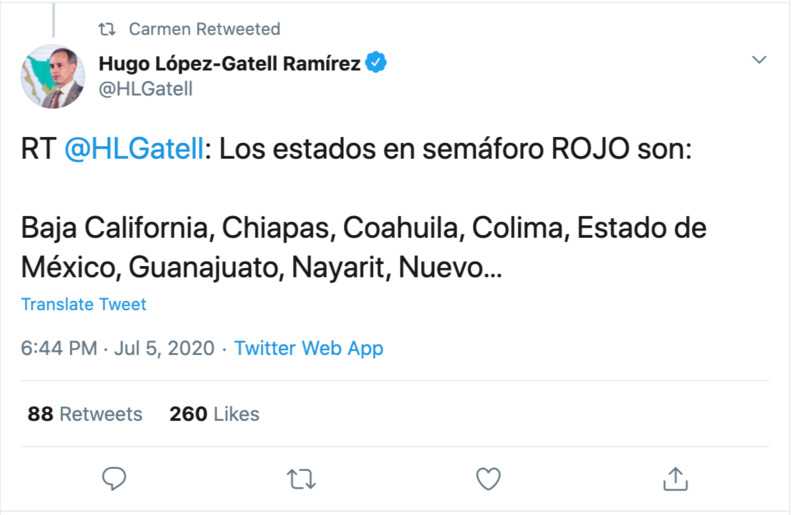 Carmen Retweeted
Hugo López-Gatell Ramírez
@HLGatell
RT @HLGatell: Los estados en semáforo ROJO son:
Baja California, Chiapas, Coahuila, Colima, Estado de
México, Guanajuato, Nayarit, Nuevo...
Translate Tweet
6:44 PM · Jul 5, 2020 · Twitter Web App
88 Retweets 260 Likes